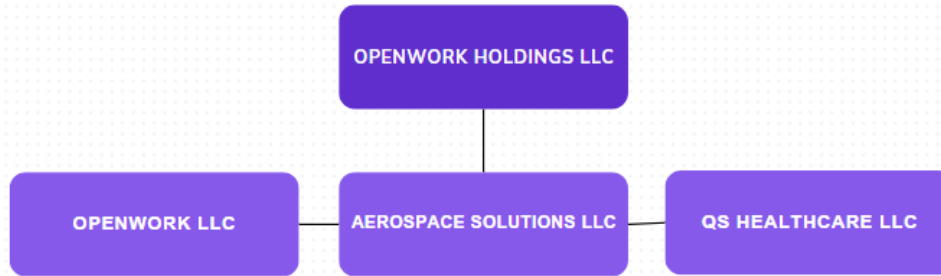 OPENWORK HOLDINGS LLC
OPENWORK LLC
AEROSPACE SOLUTIONS LLC
QS HEALTHCARE LLC